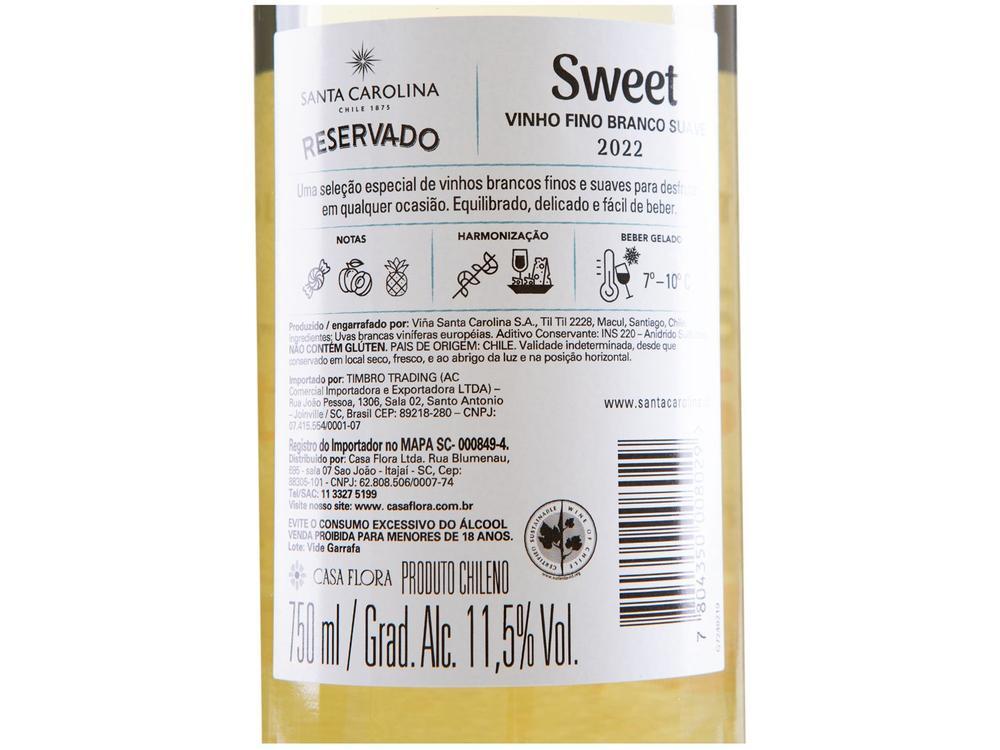 SANTA CAROLINA
CHILE 1875
RESERVADO
Sweet
VINHO FINO BRANCO SUAVE
2022
Uma seleção especial de vinhos brancos finos e suaves para
em qualquer ocasião. Equilibrado, delicado e fácil de beber.
NOTAS
HARMONIZAÇÃO
BEBER GELADO
7º-10º C
Produzido / engarrafado por: Viña Santa Carolina S.A., Til Til 2228, Macul, Santiago, Chile
Ingredientes: Uvas brancas viníferas européias. Aditivo Conservante: INS 220 – Anidrido
NÃO CONTÉM GLÚTEN. PAIS DE ORIGEM: CHILE. Validade indeterminada, desde que
conservado em local seco, fresco, e ao abrigo da luz e na posição horizontal.
Importado por: TIMBRO TRADING (AC
Comercial Importadora e Exportadora LTDA) –
Rua João Pessoa, 1306, Sala 02, Santo Antonio
– Joinville / SC, Brasil CEP: 89218-280 – CNPJ:
07.415.554/0001-07
www.santacarolina
Registro do Importador no MAPA SC- 000849-4.
Distribuido por: Casa Flora Ltda. Rua Blumenau,
695 - sala 07 Sao João - Itajaí - SC, Cep:
88305-101 - CNPJ: 62.808.506/0007-74
Tel/SAC: 11 3327 5199
Visite nosso site: www. casaflora.com.br
EVITE O CONSUMO EXCESSIVO DO ÁLCOOL
VENDA PROIBIDA PARA MENORES DE 18 ANOS.
Lote: Vide Garrafa
CERTIFIED SUSTAINABLE WINE OF CHILE
CASA FLORA PRODUTO CHILENO
750 ml / Grad. Alc. 11,5% Vol.
7 804350 008029 >